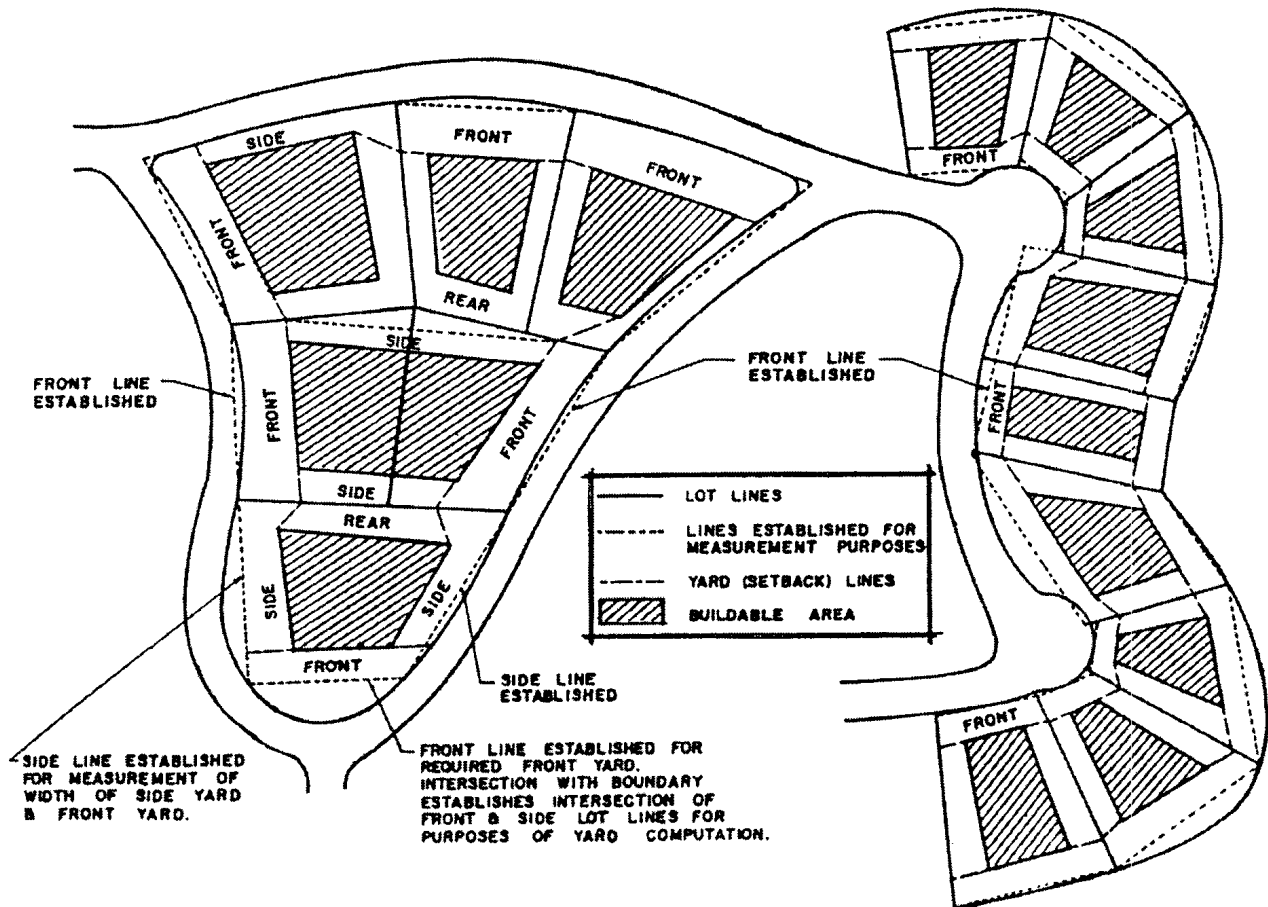 SIDE
FRONT
FRONT
FRONT
FRONT
REAR
SIDE
FRONT LINE
ESTABLISHED
FRONT LINE
ESTABLISHED
FRONT
FRONT
FRONT
SIDE
REAR
SIDE
SIDE
FRONT
LOT LINES
LINES ESTABLISHED FOR
MEASUREMENT PURPOSES
YARD (SETBACK) LINES
BUILDABLE AREA
SIDE LINE
ESTABLISHED
FRONT
SIDE LINE ESTABLISHED
FOR MEASUREMENT OF
WIDTH OF SIDE YARD
& FRONT YARD.
FRONT LINE ESTABLISHED FOR
REQUIRED FRONT YARD.
INTERSECTION WITH BOUNDARY
ESTABLISHES INTERSECTION OF
FRONT & SIDE LOT LINES FOR
PURPOSES OF YARD COMPUTATION.